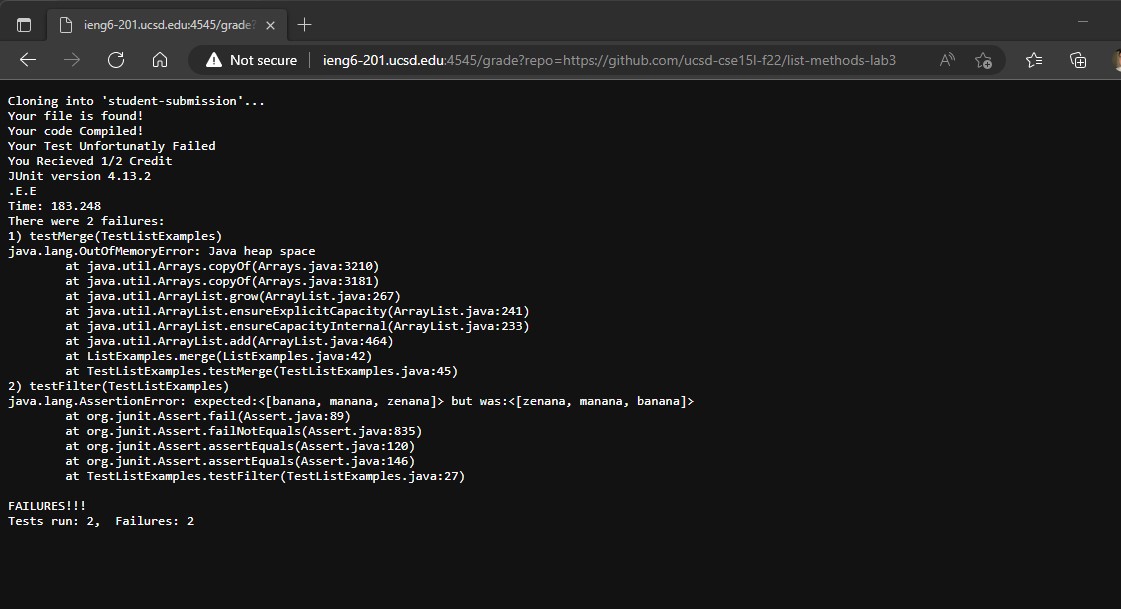 ieng6-201.ucsd.edu:4545/grade?
Not secure
ieng6-201.ucsd.edu:4545/grade?repo=https://github.com/ucsd-cse15l-f22/list-methods-lab3
Cloning into 'student-submission'...
Your file is found!
Your code Compiled!
Your Test Unfortunatly Failed
You Recieved 1/2 Credit
JUnit version 4.13.2
.E.E
Time: 183.248
There were 2 failures:
1) testMerge(TestListExamples)
java.lang.OutOfMemoryError: Java heap space
        at java.util.Arrays.copyOf(Arrays.java:3210)
        at java.util.Arrays.copyOf(Arrays.java:3181)
        at java.util.ArrayList.grow(ArrayList.java:267)
        at java.util.ArrayList.ensureExplicitCapacity(ArrayList.java:241)
        at java.util.ArrayList.ensureCapacityInternal(ArrayList.java:233)
        at java.util.ArrayList.add(ArrayList.java:464)
        at ListExamples.merge(ListExamples.java:42)
        at TestListExamples.testMerge(TestListExamples.java:45)
2) testFilter(TestListExamples)
java.lang.AssertionError: expected:<[banana, manana, zenana]> but was:<[zenana, manana, banana]>
        at org.junit.Assert.fail(Assert.java:89)
        at org.junit.Assert.failNotEquals(Assert.java:835)
        at org.junit.Assert.assertEquals(Assert.java:120)
        at org.junit.Assert.assertEquals(Assert.java:146)
        at TestListExamples.testFilter(TestListExamples.java:27)
FAILURES!!!
Tests run: 2,  Failures: 2